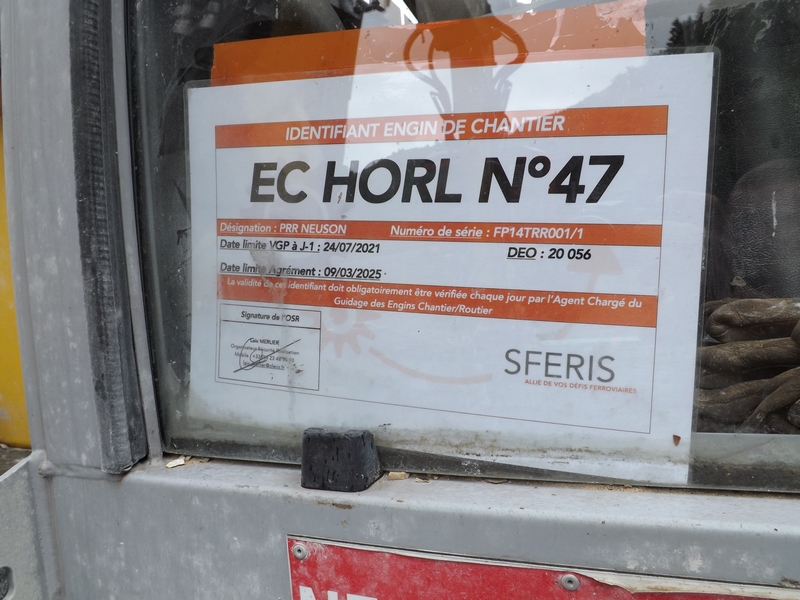 IDENTIFIANT ENGIN DE CHANTIER
EC HORL N°47
Désignation : PRR NEUSON Numéro de série : FP14TRR001/1
Date limite VGP à J-1 : 24/07/2021 DEO : 20 056
Date limite Agrément : 09/03/2025
La validité de cet identifiant doit obligatoirement être vérifiée chaque jour par l'Agent Chargé du
Guidage des Engins Chantier/Routier
Signature de l'OSR
MERLIER
SFERIS
ALLIÉ DE VOS DÉFIS FERROVIAIRES